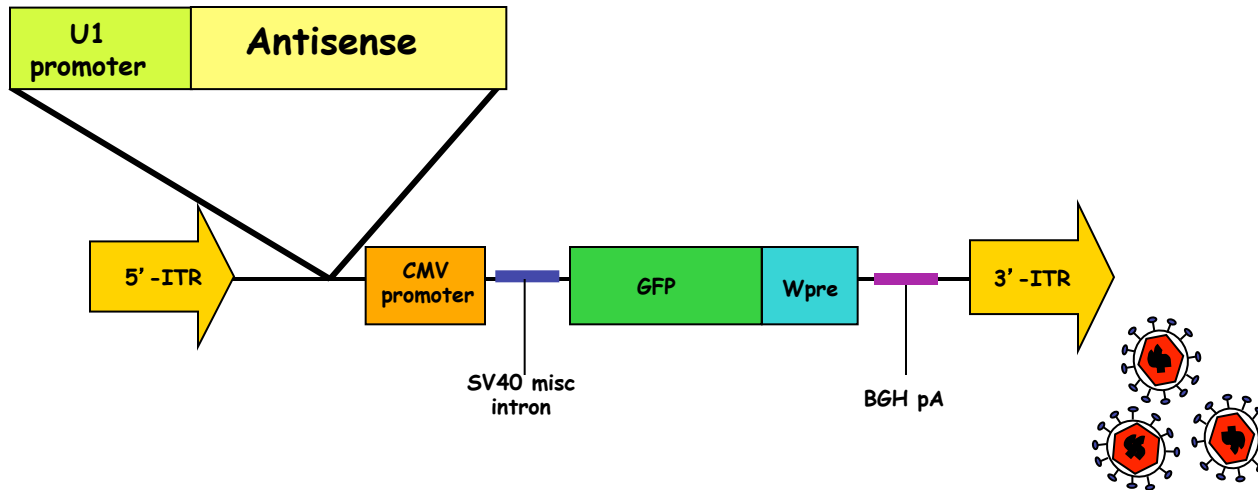 U1
promoter
Antisense
5'-ITR
CMV
promoter
GFP
Wpre
3'-ITR
SV40 misc
intron
BGH pA